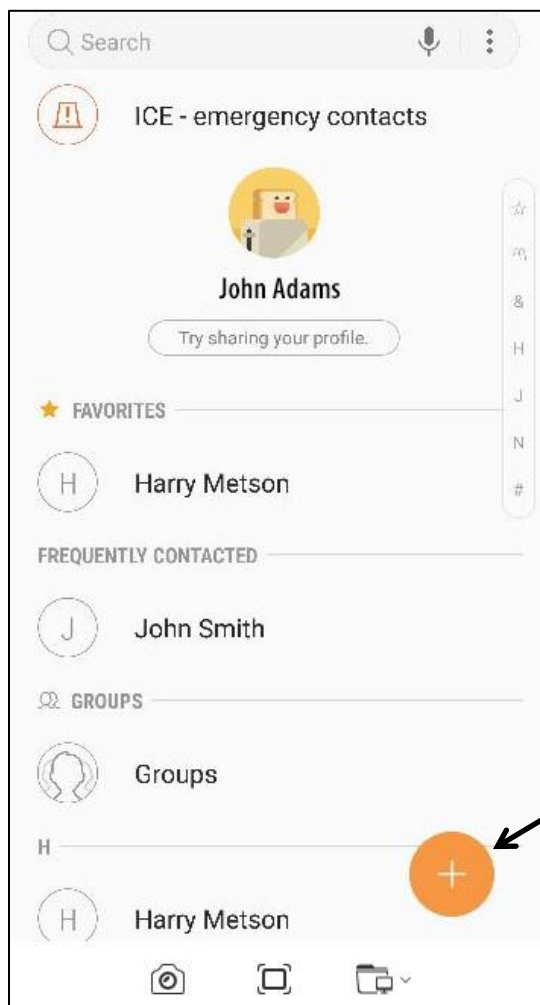 Search
ICE - emergency contacts
John Adams
Try sharing your profile.
☆
&
H
J
N
#
FAVORITES
H
Harry Metson
FREQUENTLY CONTACTED
J
John Smith
GROUPS
Groups
H
H
Harry Metson